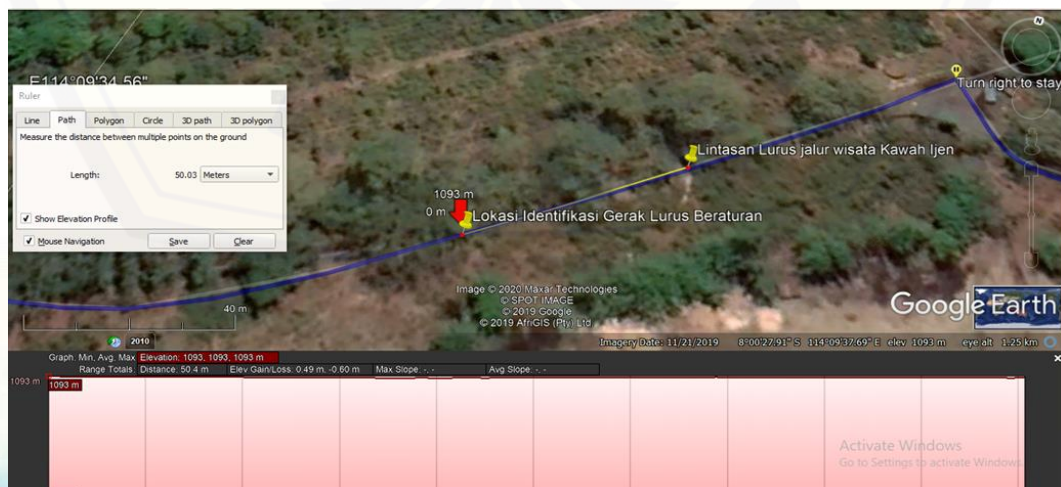 E114°09'34.56"
Ruler
Line Path Polygon Circle 3D path 3D polygon
Measure the distance between multiple points on the ground
Length: 50.03 Meters
Show Elevation Profile
Mouse Navigation Save Clear
Turn right to stay
Lintasan Lurus jalur wisata Kawah Ijen
1093 m
0 m
Lokasi Identifikasi Gerak Lurus Beraturan
Image © 2020 Maxar Technologies
© SPOT IMAGE
© 2019 Google
© 2019 AfriGIS (Pty) Ltd
Google Earth
N
40 m
2010
Imagery Date: 11/21/2019 8°00'27.91" S 114°09'37.69" E elev 1093 m eye alt 1.25 km
Graph: Min, Avg, Max Elevation: 1093, 1093, 1093 m
Range Totals: Distance: 50.4 m Elev Gain/Loss: 0.49 m, -0.60 m Max Slope: -, - Avg Slope: -, -
1093 m 1093 m
Activate Windows
Go to Settings to activate Windows.